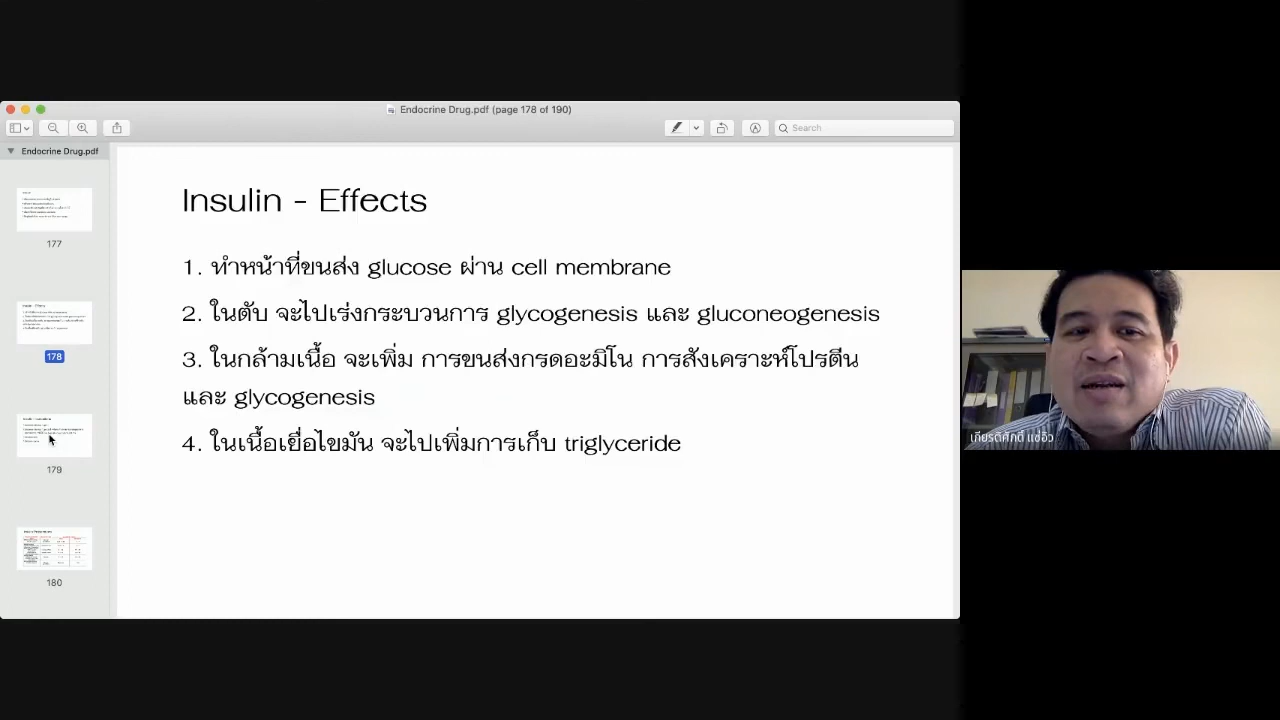 Endocrine Drug.pdf (page 178 of 190)
Search
Endocrine Drug.pdf
177
178
179
180
Insulin - Effects
1. ทำหน้าที่ขนส่ง glucose ผ่าน cell membrane
2. ในตับ จะไปเร่งกระบวนการ glycogenesis และ gluconeogenesis
3. ในกล้ามเนื้อ จะเพิ่ม การขนส่งกรดอะมิโน การสังเคราะห์โปรตีน
และ glycogenesis
4. ในเนื้อเยื่อไขมัน จะไปเพิ่มการเก็บ triglyceride
เกียรติศักดิ์ แซ่อิว